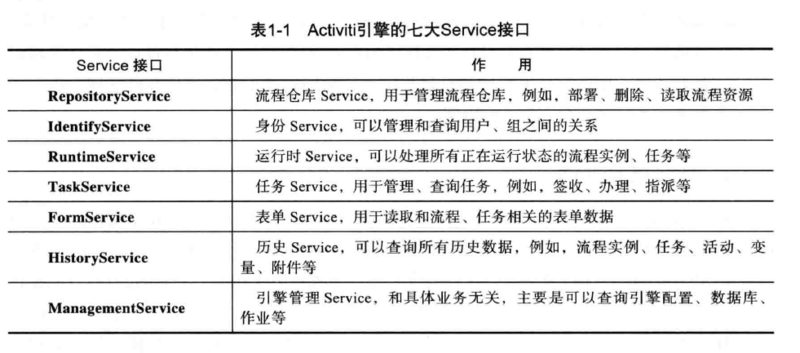 表1-1 Activiti引擎的七大Service接口
Service 接口 作 用
RepositoryService 流程仓库 Service，用于管理流程仓库，例如，部署、删除、读取流程资源
IdentifyService 身份 Service，可以管理和查询用户、组之间的关系
RuntimeService 运行时 Service，可以处理所有正在运行状态的流程实例、任务等
TaskService 任务 Service，用于管理、查询任务，例如，签收、办理、指派等
FormService 表单 Service，用于读取和流程、任务相关的表单数据
HistoryService 历史 Service，可以查询所有历史数据，例如，流程实例、任务、活动、变
量、附件等
ManagementService 引擎管理 Service，和具体业务无关，主要是可以查询引擎配置、数据库、
作业等